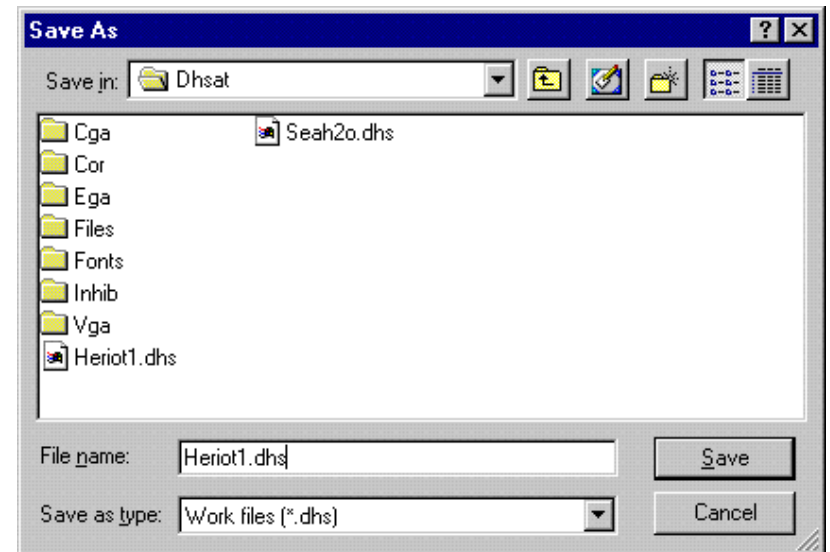 Save As
Save in: Dhsat
Cga Seah2o.dhs
Cor
Ega
Files
Fonts
Inhib
Vga
Heriot1.dhs
File name: Heriot1.dhs Save
Save as type: Work files (*.dhs) Cancel